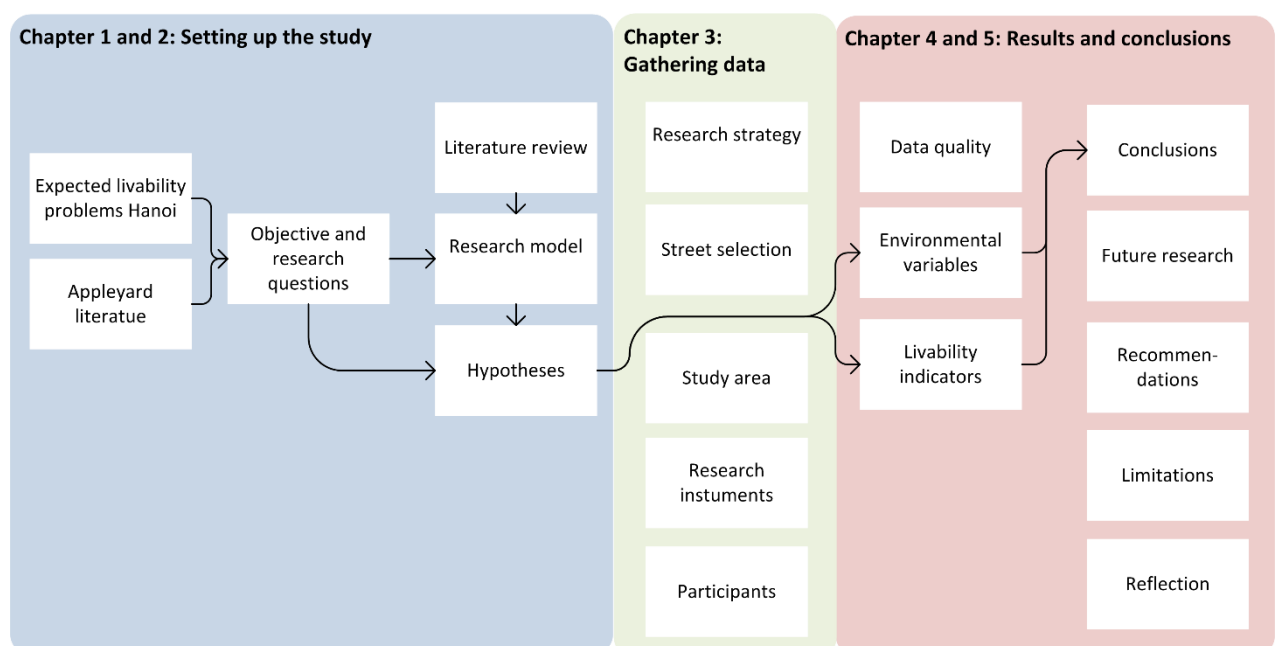 Chapter 1 and 2: Setting up the study
Expected livability
problems Hanoi
Appleyard
literatue
Objective and
research
questions
Literature review
Research model
Hypotheses
Chapter 3:
Gathering data
Research strategy
Street selection
Study area
Research
instuments
Participants
Chapter 4 and 5: Results and conclusions
Data quality
Environmental
variables
Livability
indicators
Conclusions
Future research
Recommen-
dations
Limitations
Reflection